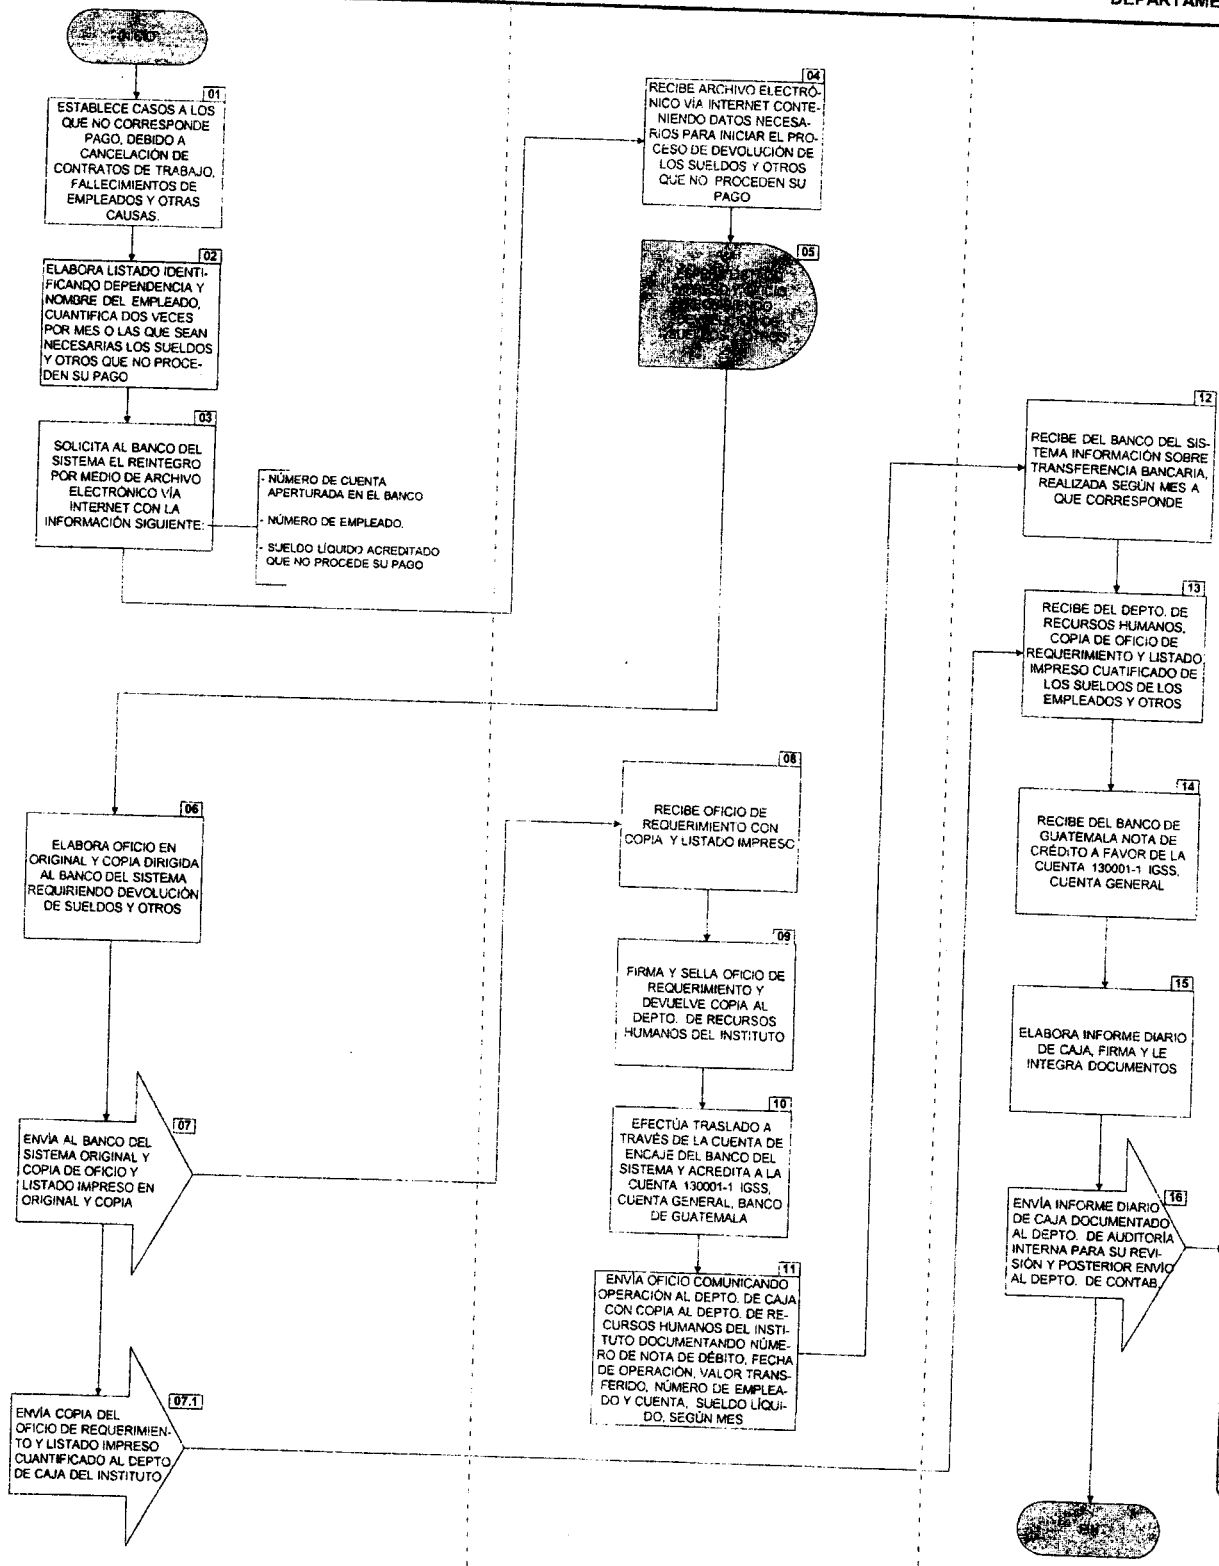 DEPARTAME
INICIO
01
ESTABLECE CASOS A LOS
QUE NO CORRESPONDE
PAGO, DEBIDO A
CANCELACIÓN DE
CONTRATOS DE TRABAJO,
FALLECIMIENTOS DE
EMPLEADOS Y OTRAS
CAUSAS.
02
ELABORA LISTADO IDENTI-
FICANDO DEPENDENCIA Y
NOMBRE DEL EMPLEADO,
CUANTIFICA DOS VECES
POR MES O LAS QUE SEAN
NECESARIAS LOS SUELDOS
Y OTROS QUE NO PROCE-
DEN SU PAGO
03
SOLICITA AL BANCO DEL
SISTEMA EL REINTEGRO
POR MEDIO DE ARCHIVO
ELECTRÓNICO VÍA
INTERNET CON LA
INFORMACIÓN SIGUIENTE:
- NÚMERO DE CUENTA
APERTURADA EN EL BANCO
- NÚMERO DE EMPLEADO.
- SUELDO LÍQUIDO ACREDITADO
QUE NO PROCEDE SU PAGO
04
RECIBE ARCHIVO ELECTRÓ-
NICO VÍA INTERNET CONTE-
NIENDO DATOS NECESA-
RIOS PARA INICIAR EL PRO-
CESO DE DEVOLUCIÓN DE
LOS SUELDOS Y OTROS
QUE NO PROCEDEN SU
PAGO
05
LISTADO
IMPRESO Y OFICIO
SUELDOS Y OTROS
06
ELABORA OFICIO EN
ORIGINAL Y COPIA DIRIGIDA
AL BANCO DEL SISTEMA
REQUIRIENDO DEVOLUCIÓN
DE SUELDOS Y OTROS
07
ENVÍA AL BANCO DEL
SISTEMA ORIGINAL Y
COPIA DE OFICIO Y
LISTADO IMPRESO EN
ORIGINAL Y COPIA
07.1
ENVÍA COPIA DEL
OFICIO DE REQUERIMIEN-
TO Y LISTADO IMPRESO
CUANTIFICADO AL DEPTO.
DE CAJA DEL INSTITUTO
08
RECIBE OFICIO DE
REQUERIMIENTO CON
COPIA Y LISTADO IMPRESO
09
FIRMA Y SELLA OFICIO DE
REQUERIMIENTO Y
DEVUELVE COPIA AL
DEPTO. DE RECURSOS
HUMANOS DEL INSTITUTO
10
EFECTÚA TRASLADO A
TRAVÉS DE LA CUENTA DE
ENCAJE DEL BANCO DEL
SISTEMA Y ACREDITA A LA
CUENTA 130001-1 IGSS,
CUENTA GENERAL, BANCO
DE GUATEMALA
11
ENVÍA OFICIO COMUNICANDO
OPERACIÓN AL DEPTO. DE CAJA
CON COPIA AL DEPTO. DE RE-
CURSOS HUMANOS DEL INSTI-
TUTO DOCUMENTANDO NÚME-
RO DE NOTA DE DÉBITO, FECHA
DE OPERACIÓN, VALOR TRANS-
FERIDO, NÚMERO DE EMPLEA-
DO Y CUENTA, SUELDO LÍQUI-
DO, SEGÚN MES
12
RECIBE DEL BANCO DEL SIS-
TEMA INFORMACIÓN SOBRE
TRANSFERENCIA BANCARIA,
REALIZADA SEGÚN MES A
QUE CORRESPONDE
13
RECIBE DEL DEPTO. DE
RECURSOS HUMANOS,
COPIA DE OFICIO DE
REQUERIMIENTO Y LISTADO
IMPRESO CUATIFICADO DE
LOS SUELDOS DE LOS
EMPLEADOS Y OTROS
14
RECIBE DEL BANCO DE
GUATEMALA NOTA DE
CRÉDITO A FAVOR DE LA
CUENTA 130001-1 IGSS,
CUENTA GENERAL
15
ELABORA INFORME DIARIO
DE CAJA, FIRMA Y LE
INTEGRA DOCUMENTOS
16
ENVÍA INFORME DIARIO
DE CAJA DOCUMENTADO
AL DEPTO. DE AUDITORÍA
INTERNA PARA SU REVI-
SIÓN Y POSTERIOR ENVÍO
AL DEPTO. DE CONTAB.
FIN